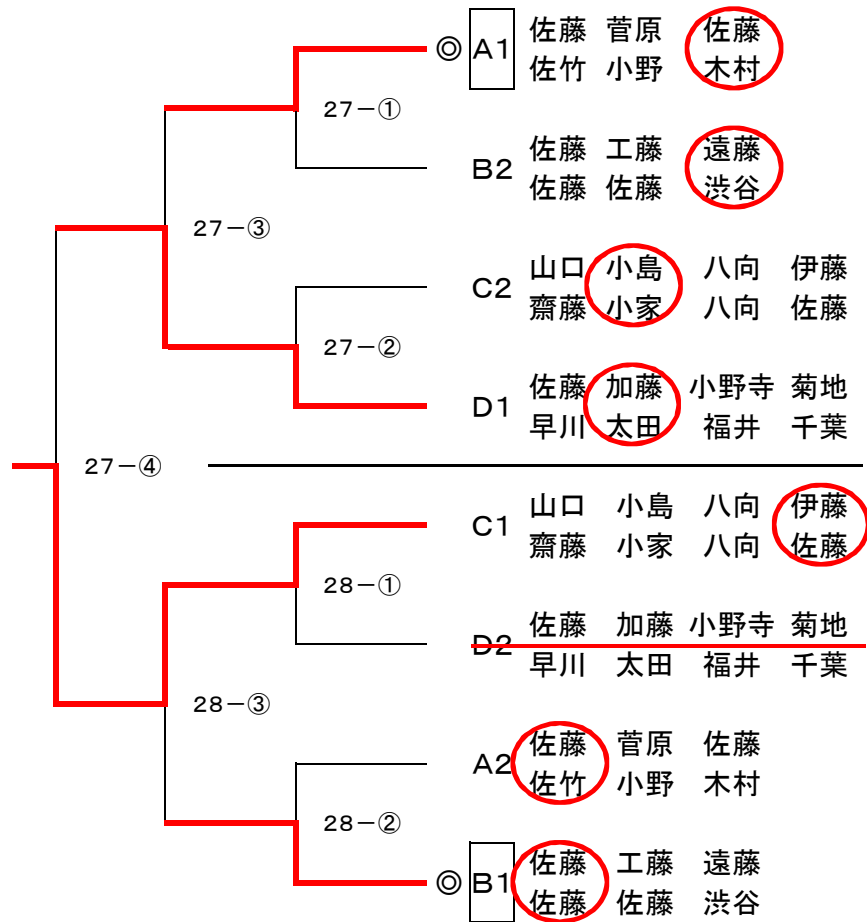 ◎ A1 佐藤 菅原 佐藤
佐竹 小野 木村
27－①
B2 佐藤 工藤 遠藤
佐藤 佐藤 渋谷
27－③
C2 山口 小島 八向 伊藤
齋藤 小家 八向 佐藤
27－②
D1 佐藤 加藤 小野寺 菊地
早川 太田 福井 千葉
27－④
C1 山口 小島 八向 伊藤
齋藤 小家 八向 佐藤
28－①
D2 佐藤 加藤 小野寺 菊地
早川 太田 福井 千葉
28－③
A2 佐藤 菅原 佐藤
佐竹 小野 木村
28－②
◎ B1 佐藤 工藤 遠藤
佐藤 佐藤 渋谷